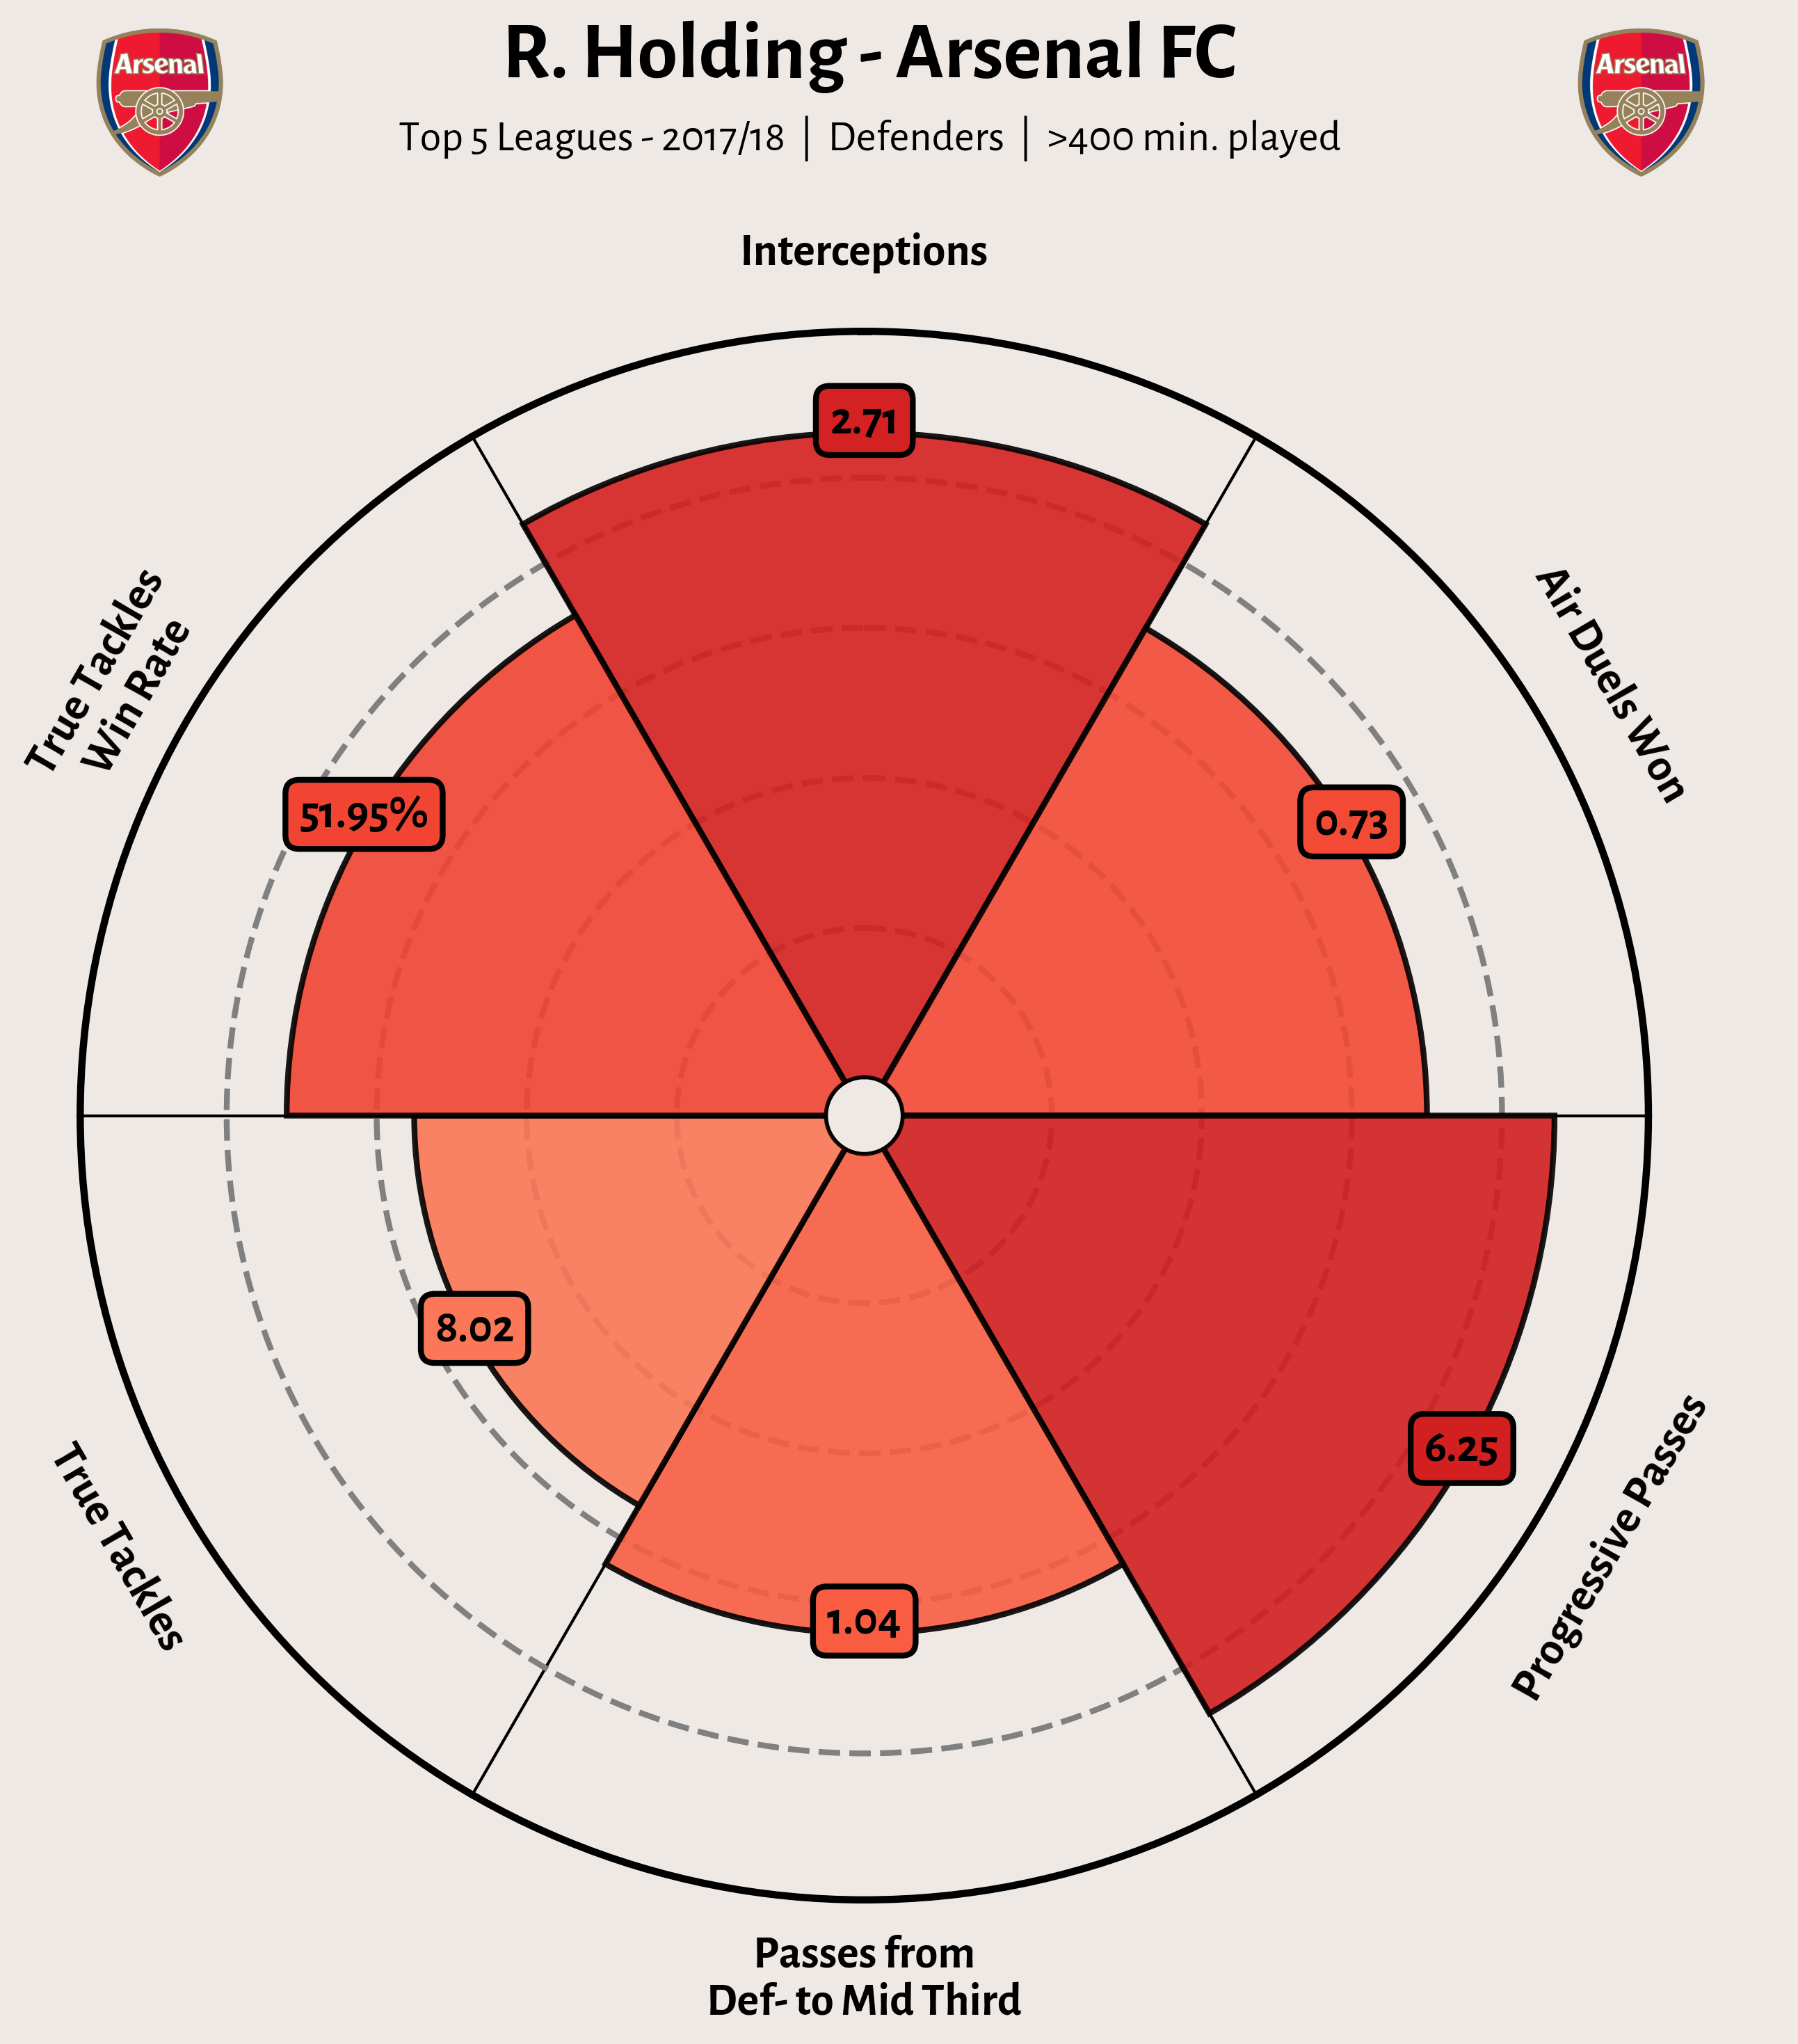 Arsenal
R. Holding - Arsenal FC
Arsenal
Top 5 Leagues - 2017/18 | Defenders | >400 min. played
Interceptions
2.71
Air Duels Won
0.73
Progressive Passes
6.25
Passes from
Def- to Mid Third
1.04
True Tackles
8.02
True Tackles
Win Rate
51.95%